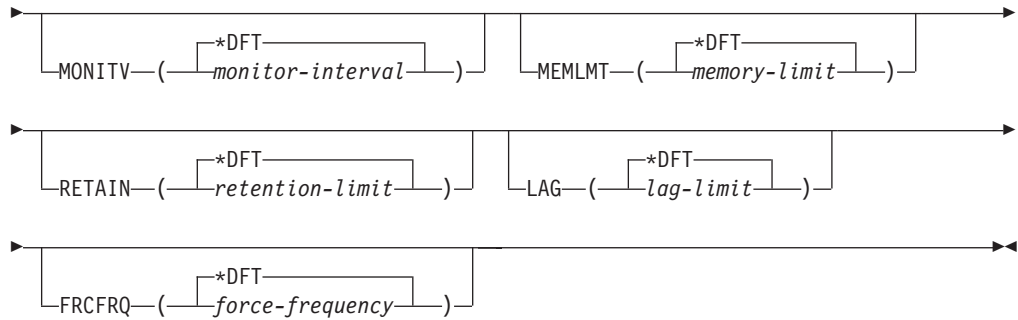 *DFT *DFT
MONITV ( monitor-interval ) MEMLMT ( memory-limit )
*DFT *DFT
RETAIN ( retention-limit ) LAG ( lag-limit )
*DFT
FRCFRQ ( force-frequency )